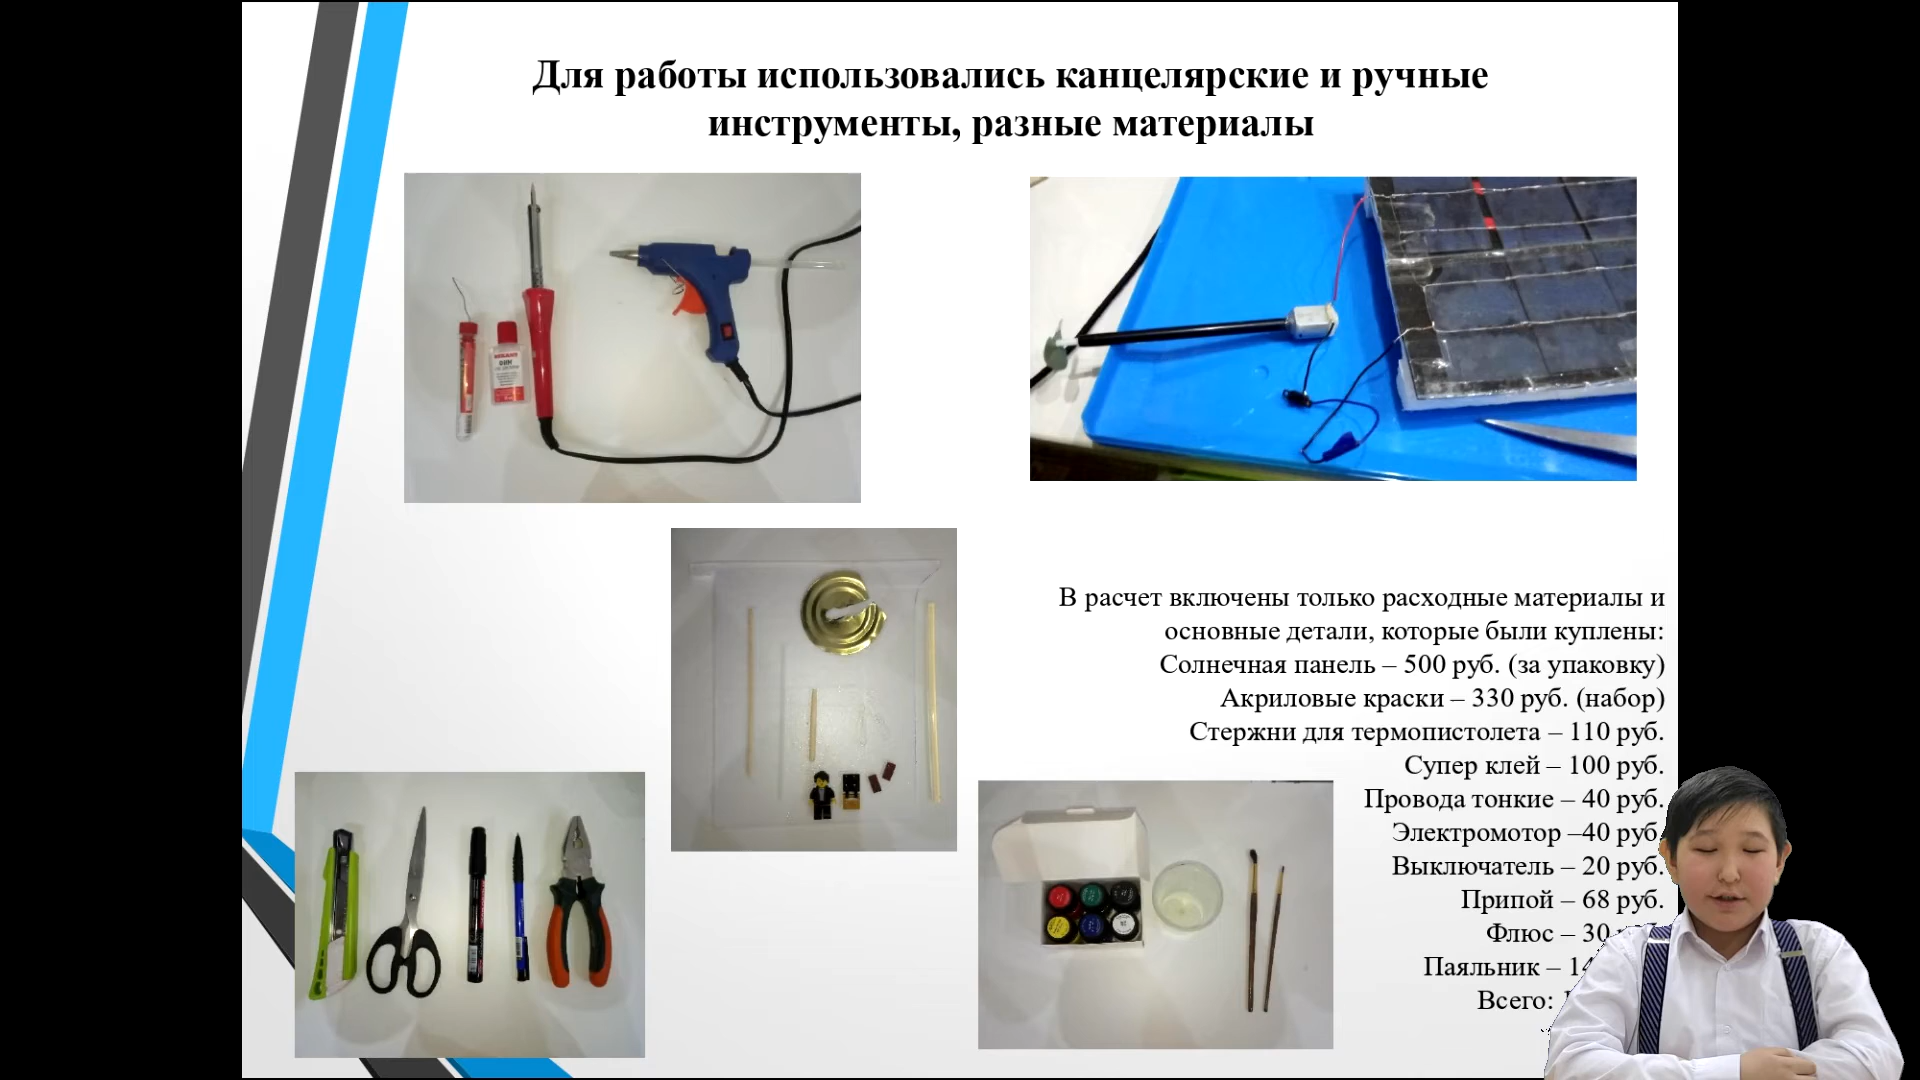 Для работы использовались канцелярские и ручные
инструменты, разные материалы
В расчет включены только расходные материалы и
основные детали, которые были куплены:
Солнечная панель – 500 руб. (за упаковку)
Акриловые краски – 330 руб. (набор)
Стержни для термопистолета – 110 руб.
Супер клей – 100 руб.
Провода тонкие – 40 руб.
Электромотор –40 руб.
Выключатель – 20 руб.
Припой – 68 руб.
Флюс – 30
Паяльник –
Всего: